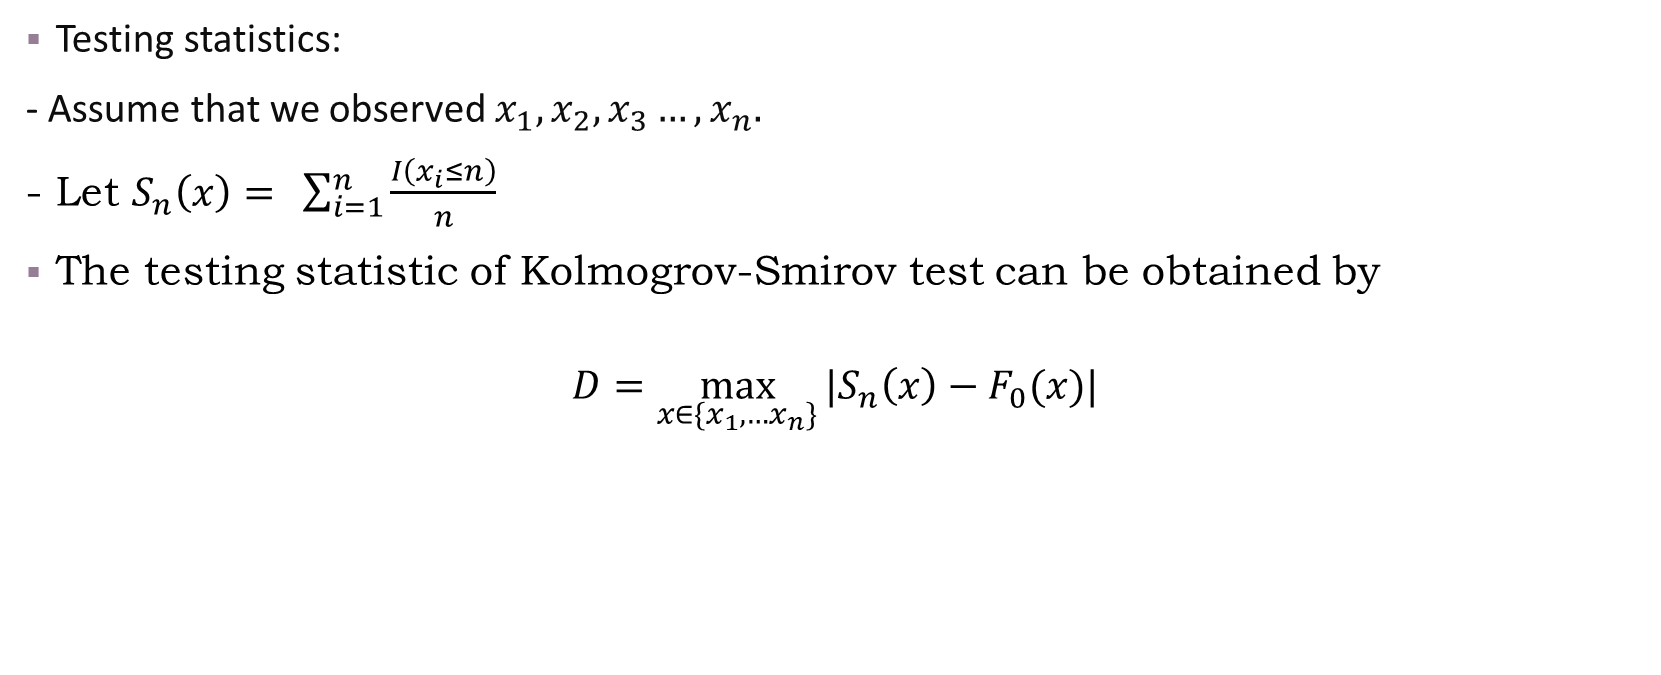 ▪ Testing statistics:
- Assume that we observed x₁, x₂, x₃ …, xₙ.
- Let Sₙ(x) = ∑ⁿᵢ₌₁ I(xᵢ≤n)/n
▪ The testing statistic of Kolmogrov-Smirov test can be obtained by
D = max x∈{x₁,…xₙ} |Sₙ(x) − F₀(x)|